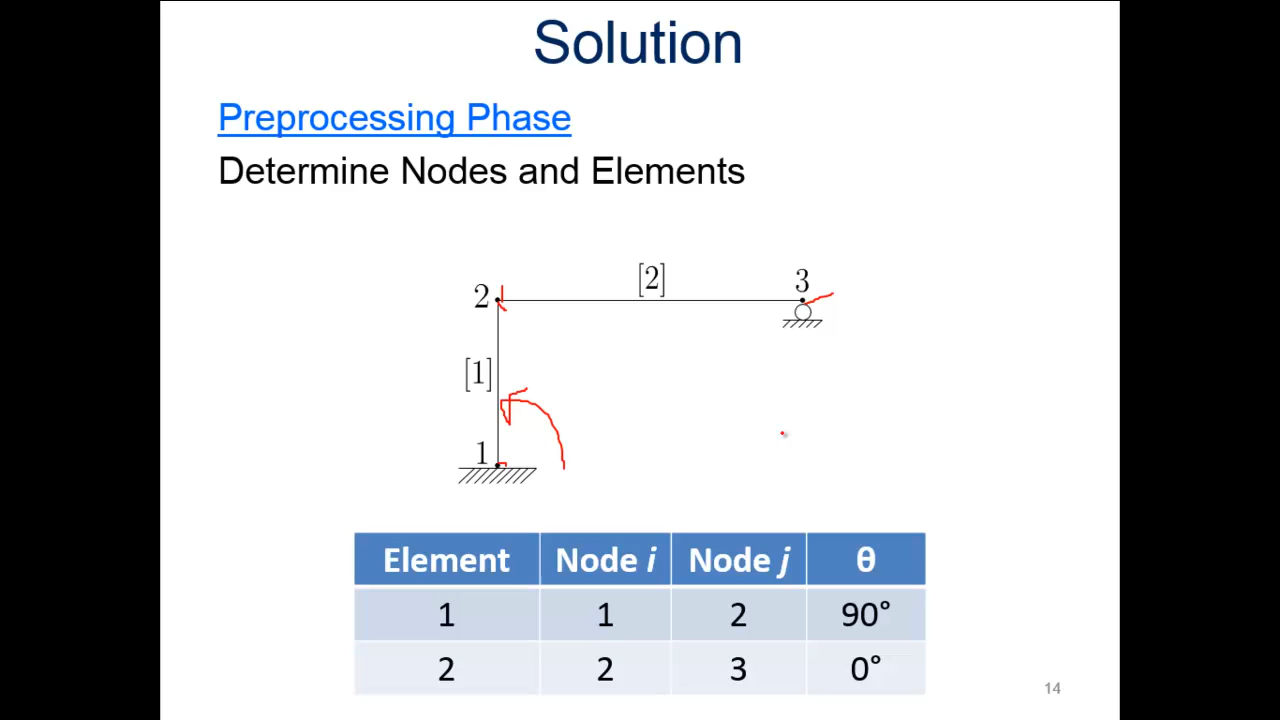 Solution
Preprocessing Phase
Determine Nodes and Elements
[2]
3
2
[1]
1
Element Node i Node j θ
1 1 2 90°
2 2 3 0°
14